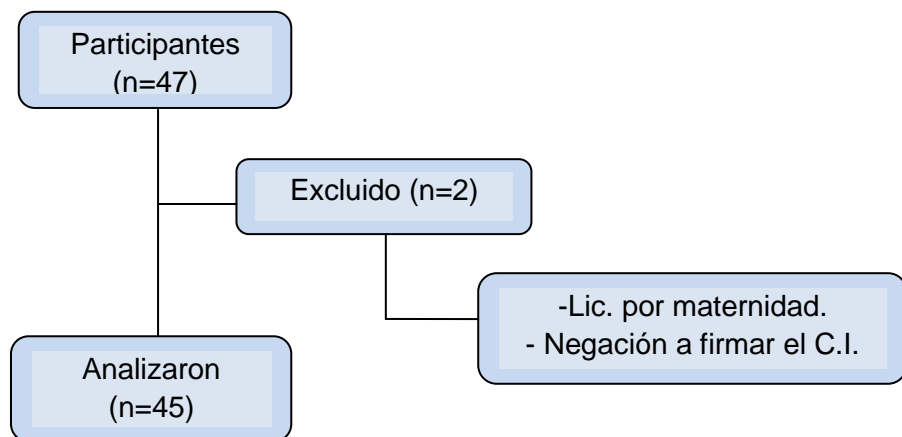 Participantes
(n=47)
Excluido (n=2)
-Lic. por maternidad.
- Negación a firmar el C.I.
Analizaron
(n=45)